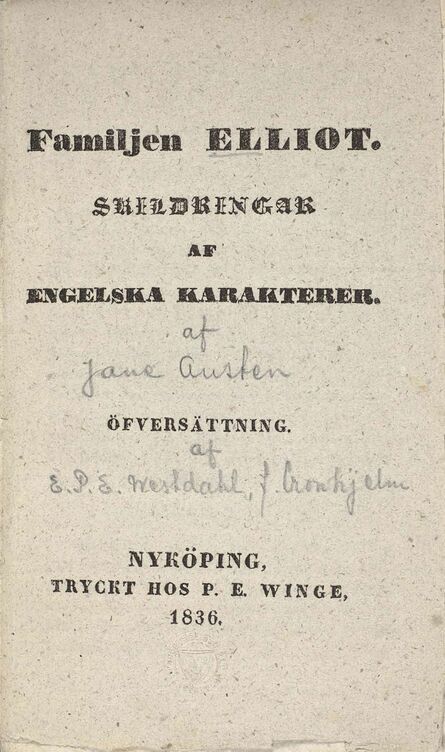 Familjen ELLIOT.
SKILDRINGAR
AF
ENGELSKA KARAKTERER.
af
Jane Austen
ÖFVERSÄTTNING.
af
E.P.E. Westdahl, f. Cronhjelm
NYKÖPING,
TRYCKT HOS P. E. WINGE,
1836.